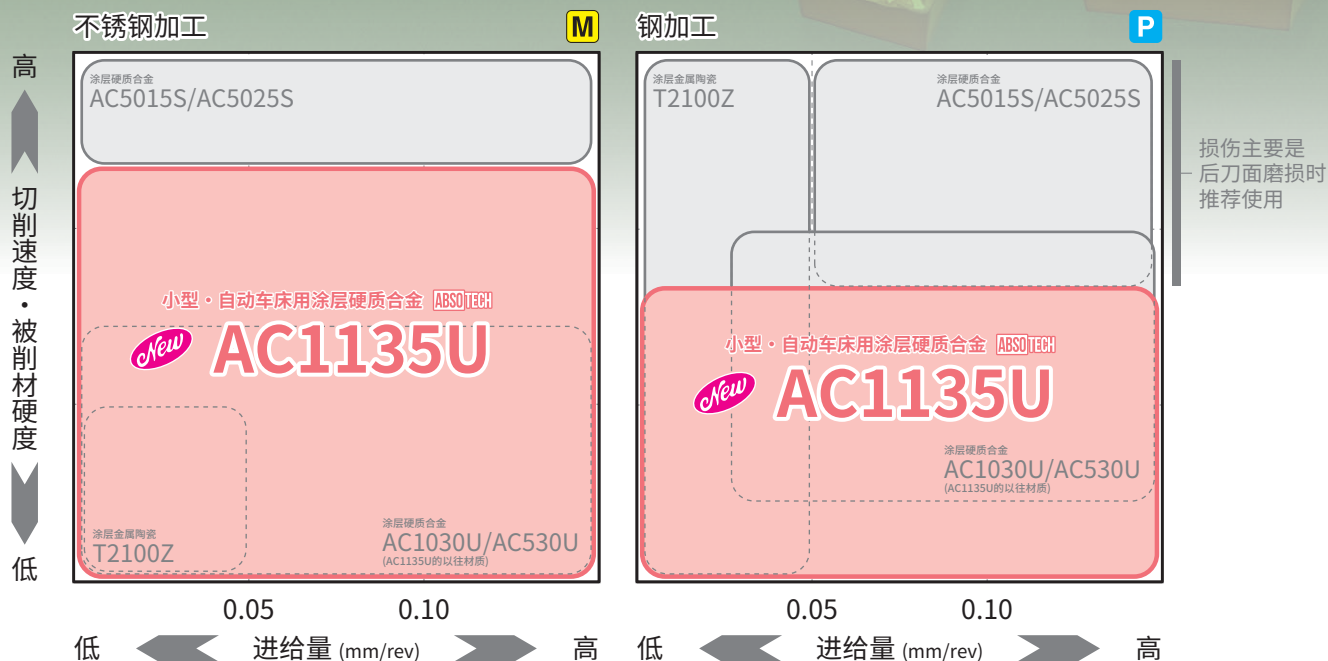 不锈钢加工
M
高
切削速度・被削材硬度
低
涂层硬质合金
AC5015S/AC5025S
小型・自动车床用涂层硬质合金 ABSOTECH
New AC1135U
涂层金属陶瓷
T2100Z
涂层硬质合金
AC1030U/AC530U
(AC1135U的以往材质)
0.05
0.10
低
进给量 (mm/rev)
高
钢加工
P
涂层金属陶瓷
T2100Z
涂层硬质合金
AC5015S/AC5025S
损伤主要是
后刀面磨损时
推荐使用
小型・自动车床用涂层硬质合金 ABSOTECH
New AC1135U
涂层硬质合金
AC1030U/AC530U
(AC1135U的以往材质)
0.05
0.10
低
进给量 (mm/rev)
高